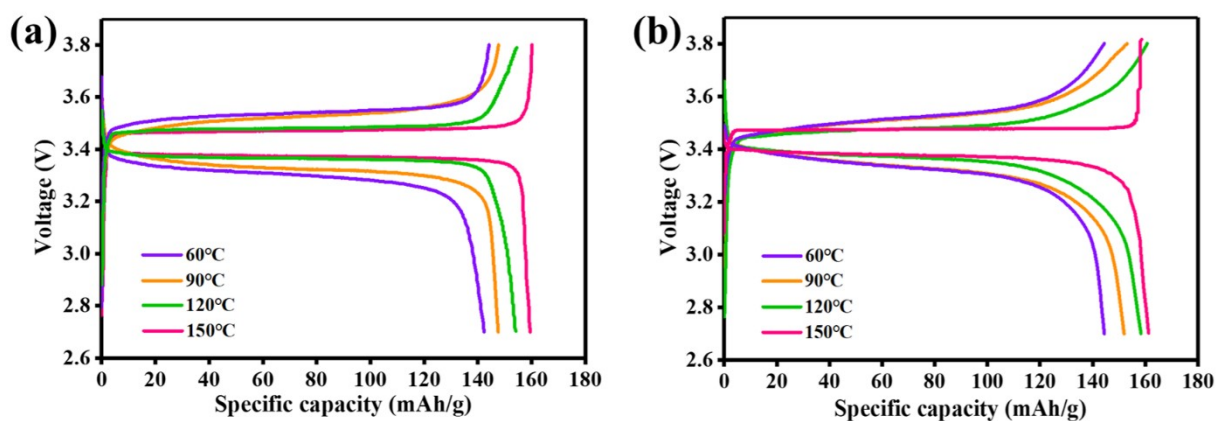 (a)
3.8
3.6
3.4
3.2
3.0
2.8
2.6
Voltage (V)
60°C
90°C
120°C
150°C
0 20 40 60 80 100 120 140 160 180
Specific capacity (mAh/g)
(b)
3.8
3.6
3.4
3.2
3.0
2.8
2.6
Voltage (V)
60°C
90°C
120°C
150°C
0 20 40 60 80 100 120 140 160 180
Specific capacity (mAh/g)